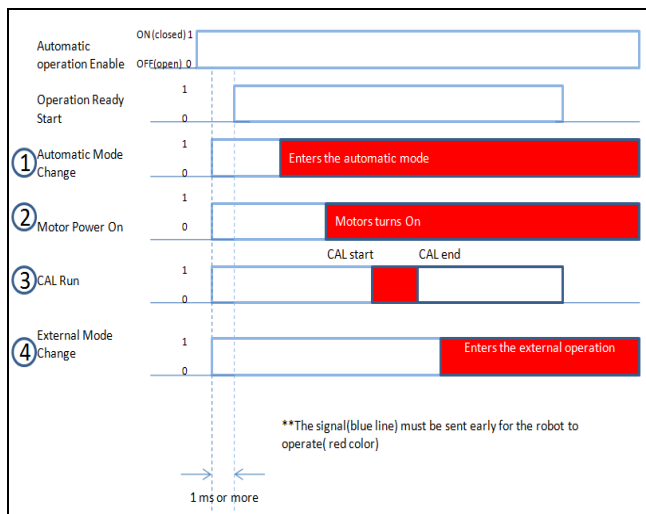 Automatic
operation Enable
ON (closed) 1
OFF(open) 0
Operation Ready
Start
1
0
1
Automatic Mode
Change
1
0
Enters the automatic mode
2
Motor Power On
1
0
Motors turns On
CAL start
CAL end
3
CAL Run
1
0
4
External Mode
Change
1
0
Enters the external operation
**The signal(blue line) must be sent early for the robot to
operate( red color)
1 ms or more